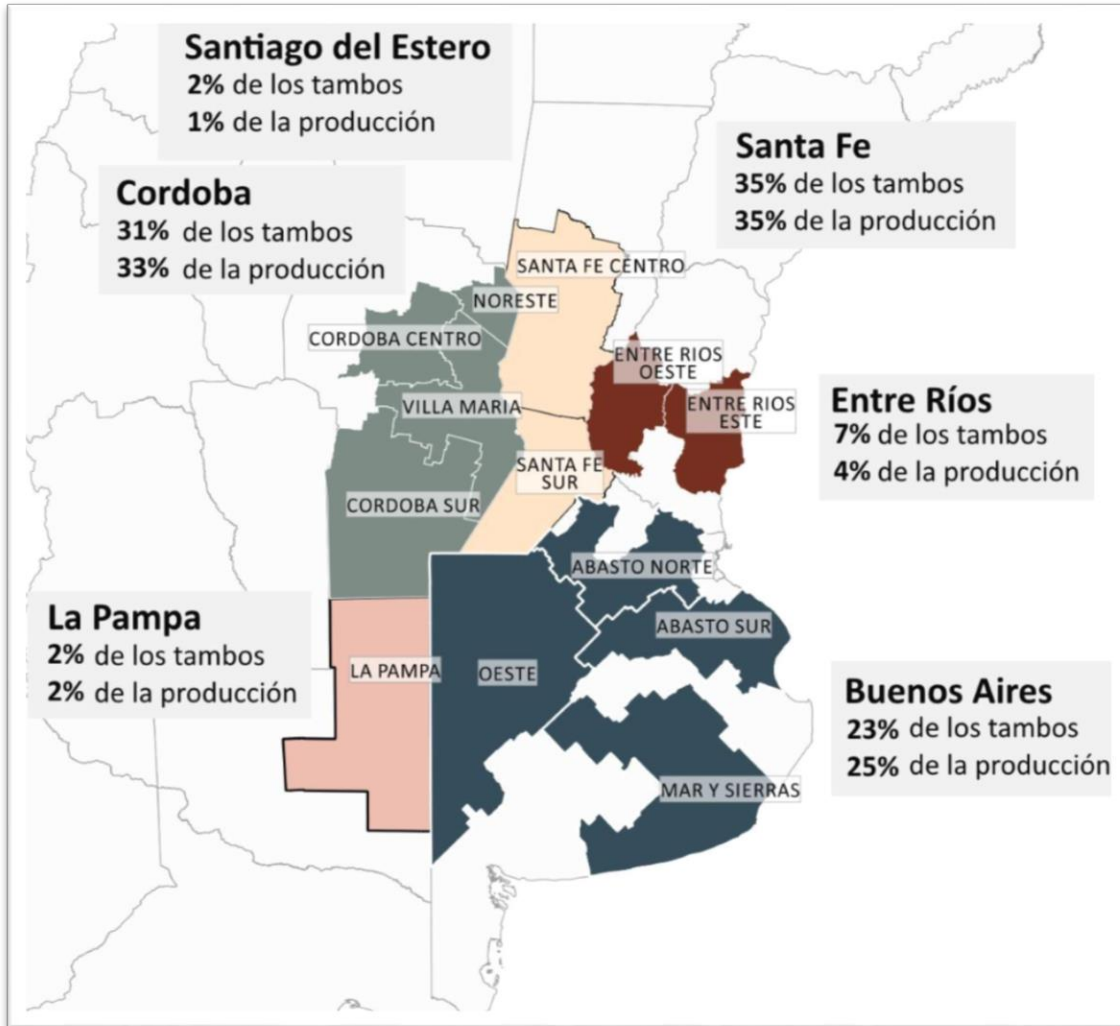 Santiago del Estero
2% de los tambos
1% de la producción
Cordoba
31% de los tambos
33% de la producción
Santa Fe
35% de los tambos
35% de la producción
SANTA FE CENTRO
NORESTE
CORDOBA CENTRO
ENTRE RIOS
OESTE
VILLA MARIA
ENTRE RIOS
ESTE
Entre Ríos
7% de los tambos
4% de la producción
SANTA FE
SUR
CORDOBA SUR
ABASTO NORTE
La Pampa
2% de los tambos
2% de la producción
ABASTO SUR
LA PAMPA
OESTE
Buenos Aires
23% de los tambos
25% de la producción
MAR Y SIERRAS